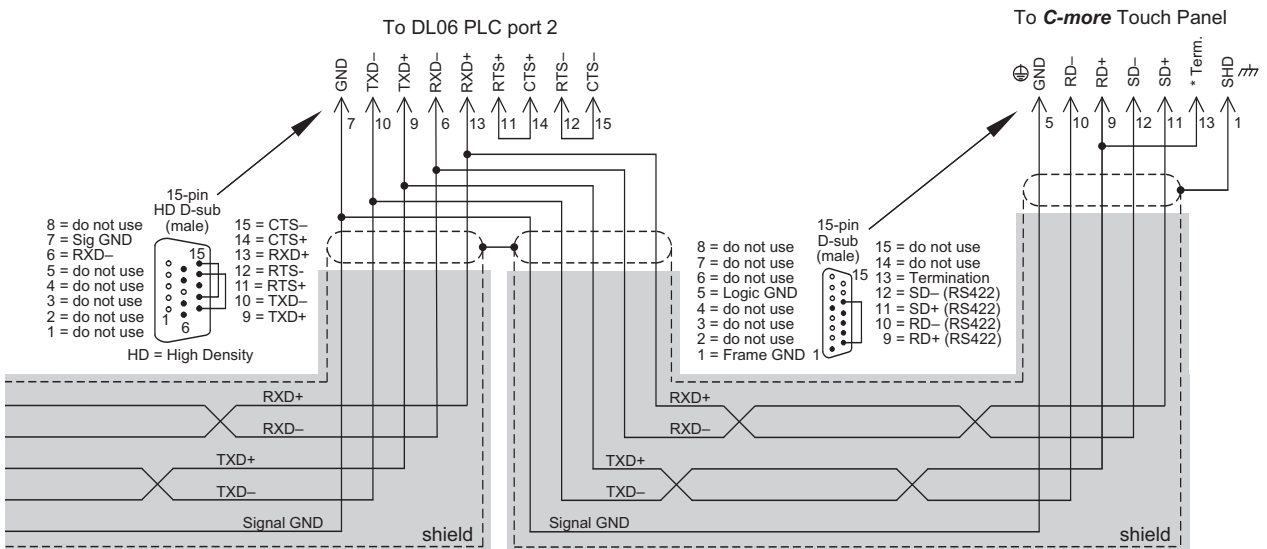 To DL06 PLC port 2
GND
TXD–
TXD+
RXD–
RXD+
RTS+
CTS+
RTS–
CTS–
7
10
9
6
13
11
14
12
15
To C-more Touch Panel
GND
RD–
RD+
SD–
SD+
* Term.
SHD
5
10
9
12
11
13
1
15-pin
HD D-sub
(male)
8 = do not use
7 = Sig GND
6 = RXD–
5 = do not use
4 = do not use
3 = do not use
2 = do not use
1 = do not use
15
1
6
15 = CTS–
14 = CTS+
13 = RXD+
12 = RTS-
11 = RTS+
10 = TXD–
9 = TXD+
HD = High Density
15-pin
D-sub
(male)
8 = do not use
7 = do not use
6 = do not use
5 = Logic GND
4 = do not use
3 = do not use
2 = do not use
1 = Frame GND
15
1
15 = do not use
14 = do not use
13 = Termination
12 = SD– (RS422)
11 = SD+ (RS422)
10 = RD– (RS422)
9 = RD+ (RS422)
RXD+
RXD–
TXD+
TXD–
Signal GND
shield
RXD+
RXD–
TXD+
TXD–
Signal GND
shield